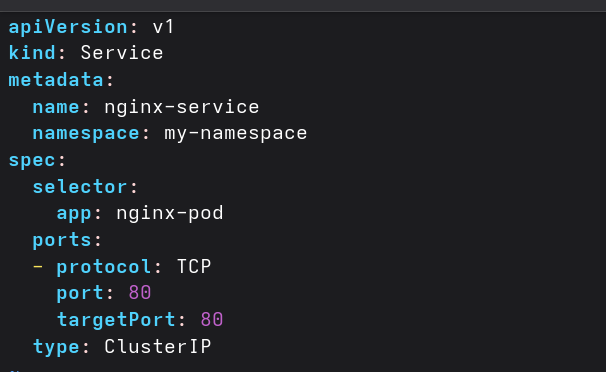 apiVersion: v1
kind: Service
metadata:
  name: nginx-service
  namespace: my-namespace
spec:
  selector:
    app: nginx-pod
  ports:
  - protocol: TCP
    port: 80
    targetPort: 80
  type: ClusterIP